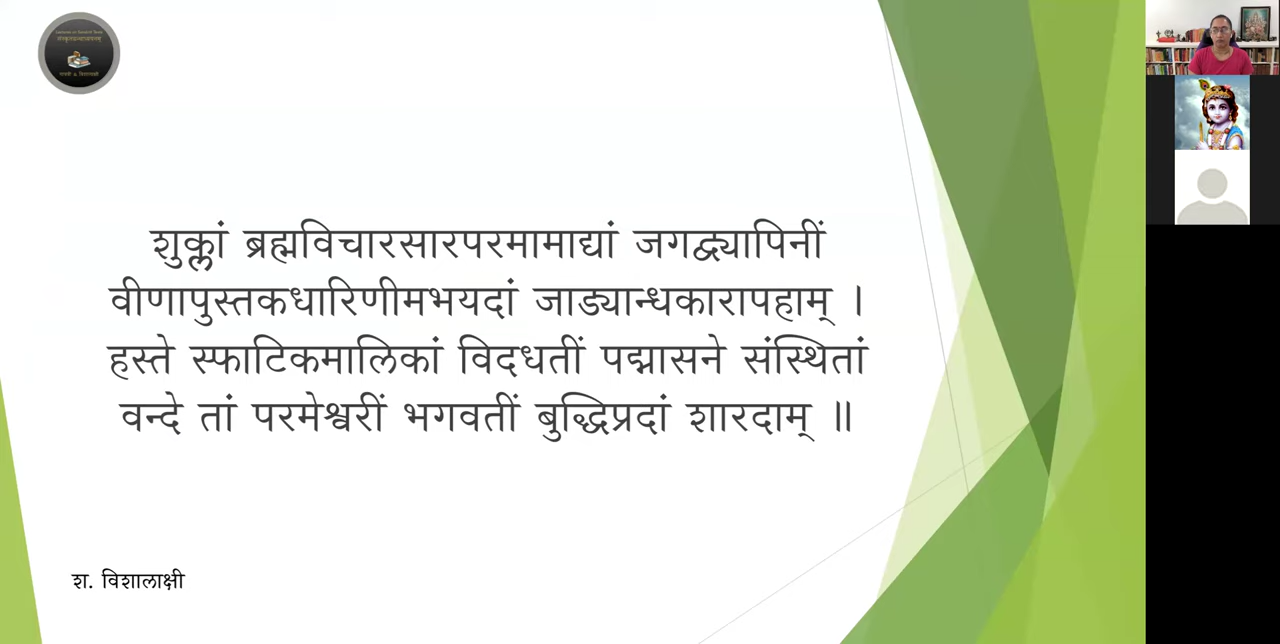 शुक्लां ब्रह्मविचारसारपरमामाद्यां जगद्व्यापिनीं
वीणापुस्तकधारिणीमभयदां जाड्यान्धकारापहाम् ।
हस्ते स्फाटिकमालिकां विदधतीं पद्मासने संस्थितां
वन्दे तां परमेश्वरीं भगवतीं बुद्धिप्रदां शारदाम् ॥
श. विशालाक्षी